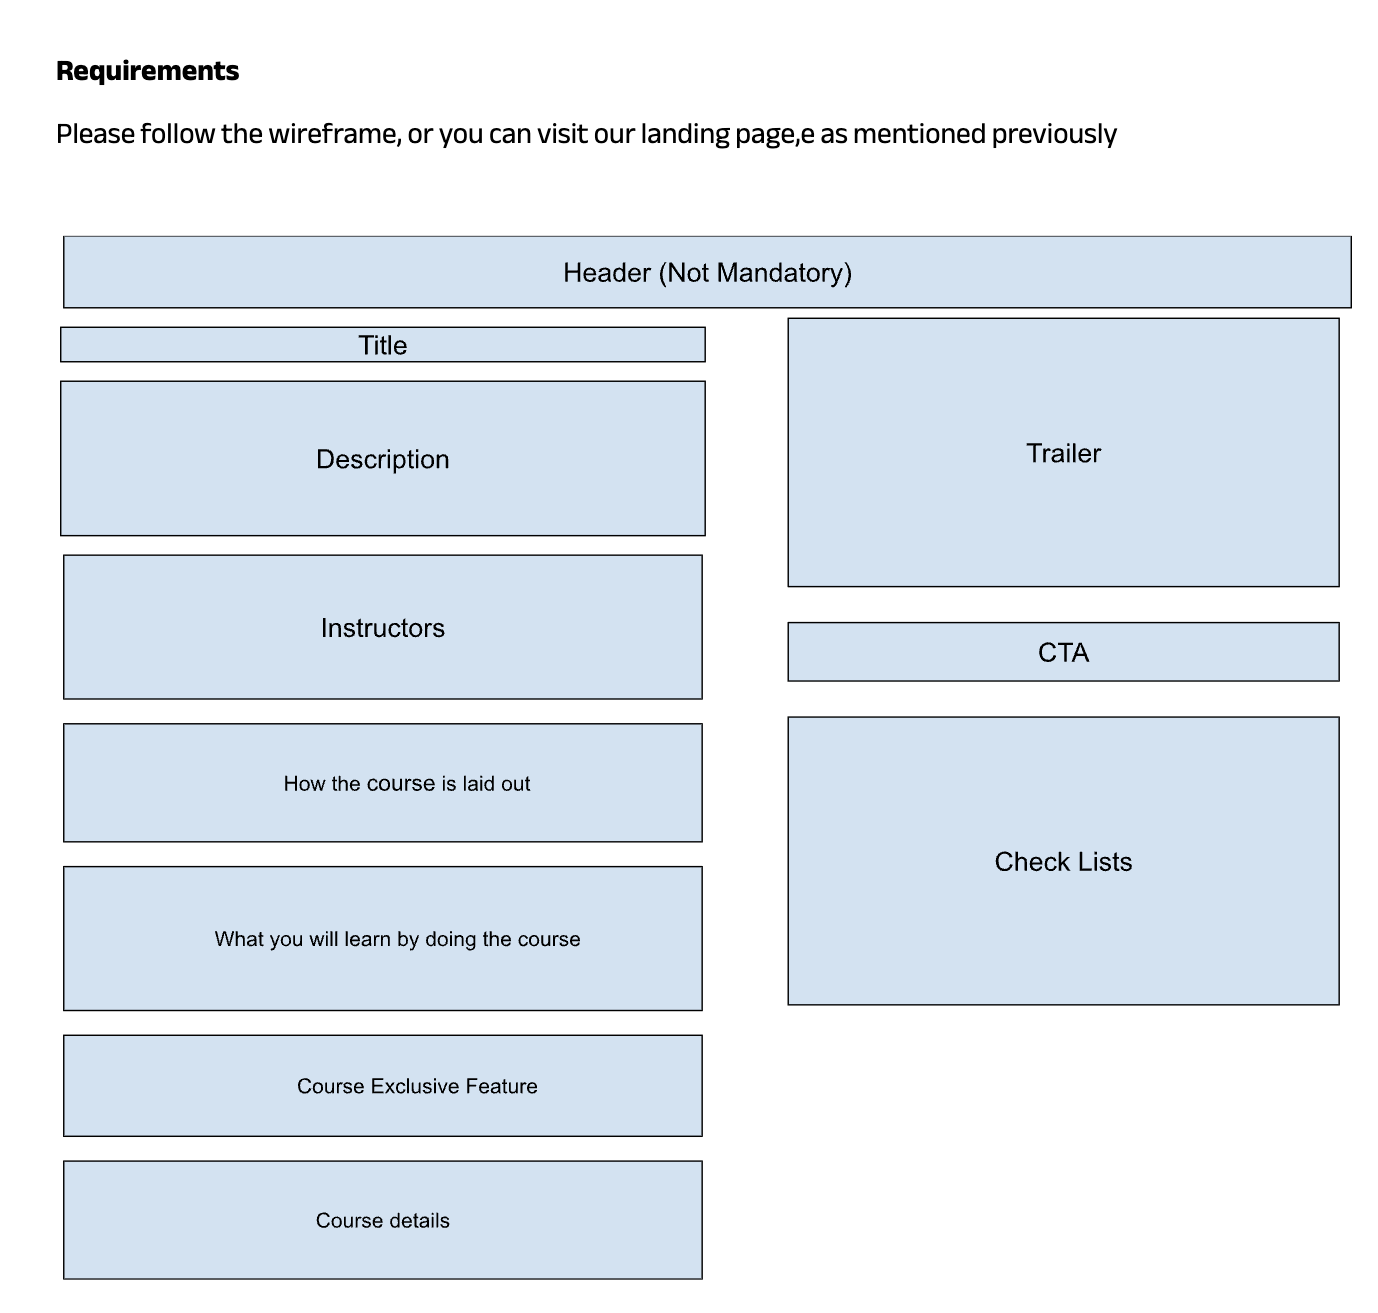 Requirements
Please follow the wireframe, or you can visit our landing page,e as mentioned previously
Header (Not Mandatory)
Title
Description
Instructors
How the course is laid out
What you will learn by doing the course
Course Exclusive Feature
Course details
Trailer
CTA
Check Lists